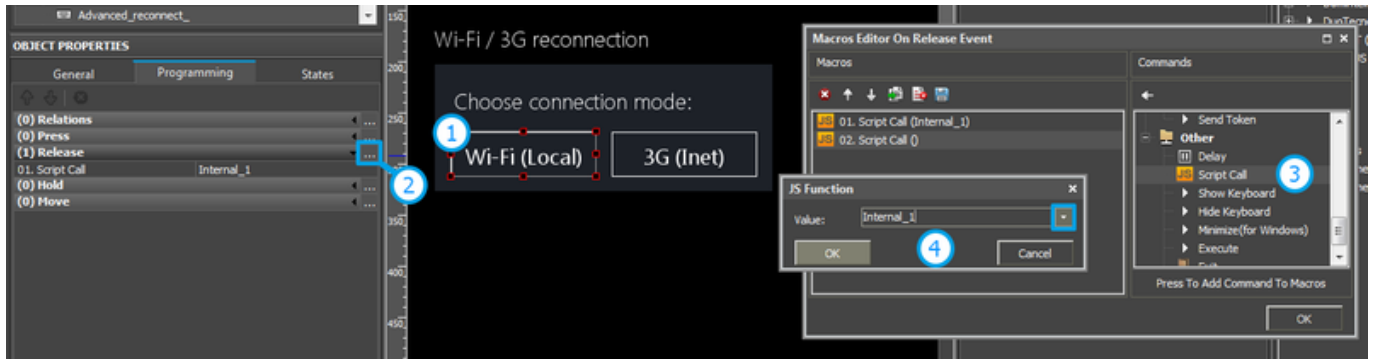 Advanced_reconnect_
OBJECT PROPERTIES
General Programming States
(0) Relations
(0) Press
(1) Release
01. Script Call Internal_1
(0) Hold
(0) Move
2
150
200
250
350
400
450
Wi-Fi / 3G reconnection
Choose connection mode:
1
Wi-Fi (Local) 3G (Inet)
Macros Editor On Release Event
Macros
JS 01. Script Call (Internal_1)
JS 02. Script Call ()
JS Function
Value: Internal_1
OK 4 Cancel
Commands
Send Token
Other
Delay
JS Script Call 3
Show Keyboard
Hide Keyboard
Minimize(for Windows)
Execute
Press To Add Command To Macros
OK